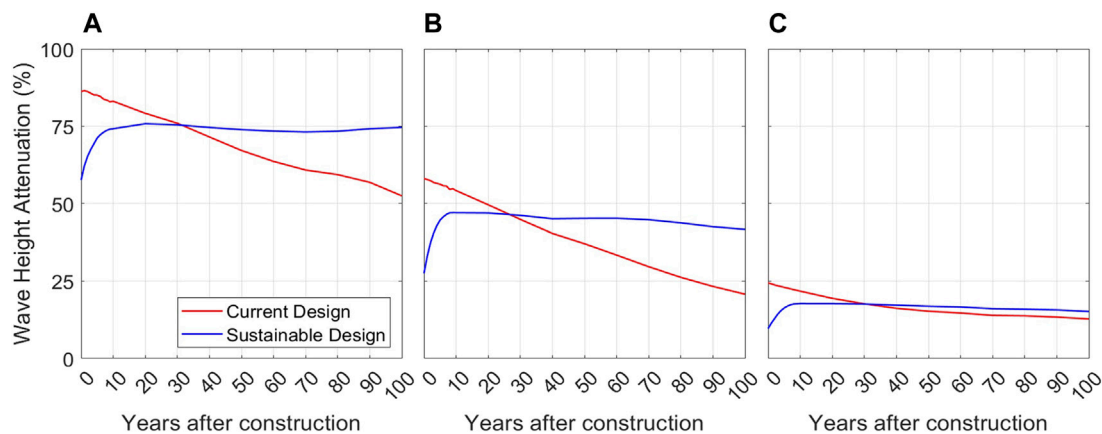 A
B
C
Wave Height Attenuation (%)
100
75
50
25
0
Current Design
Sustainable Design
0 10 20 30 40 50 60 70 80 90 100
0 10 20 30 40 50 60 70 80 90 100
0 10 20 30 40 50 60 70 80 90 100
Years after construction
Years after construction
Years after construction